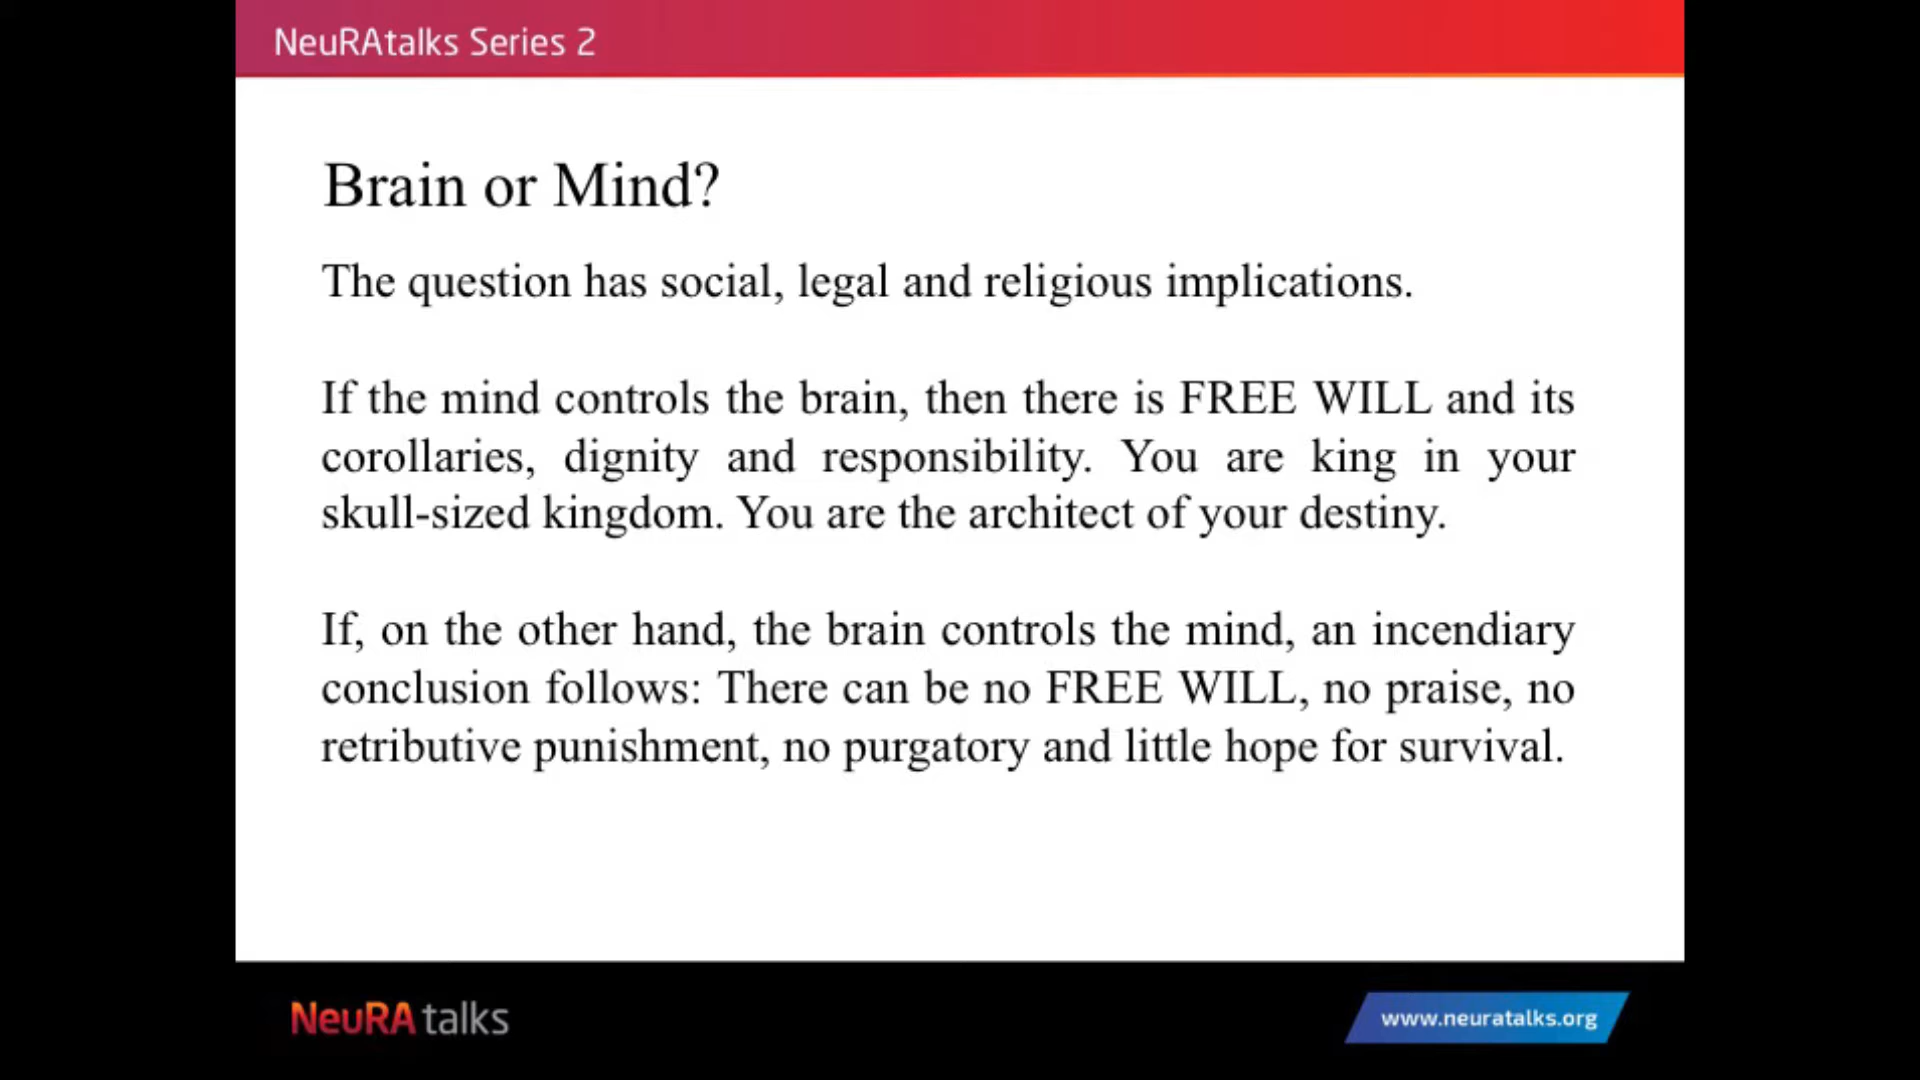 NeuRAtalks Series 2
Brain or Mind?
The question has social, legal and religious implications.
If the mind controls the brain, then there is FREE WILL and its
corollaries, dignity and responsibility. You are king in your
skull-sized kingdom. You are the architect of your destiny.
If, on the other hand, the brain controls the mind, an incendiary
conclusion follows: There can be no FREE WILL, no praise, no
retributive punishment, no purgatory and little hope for survival.
NeuRA talks
www.neuratalks.org